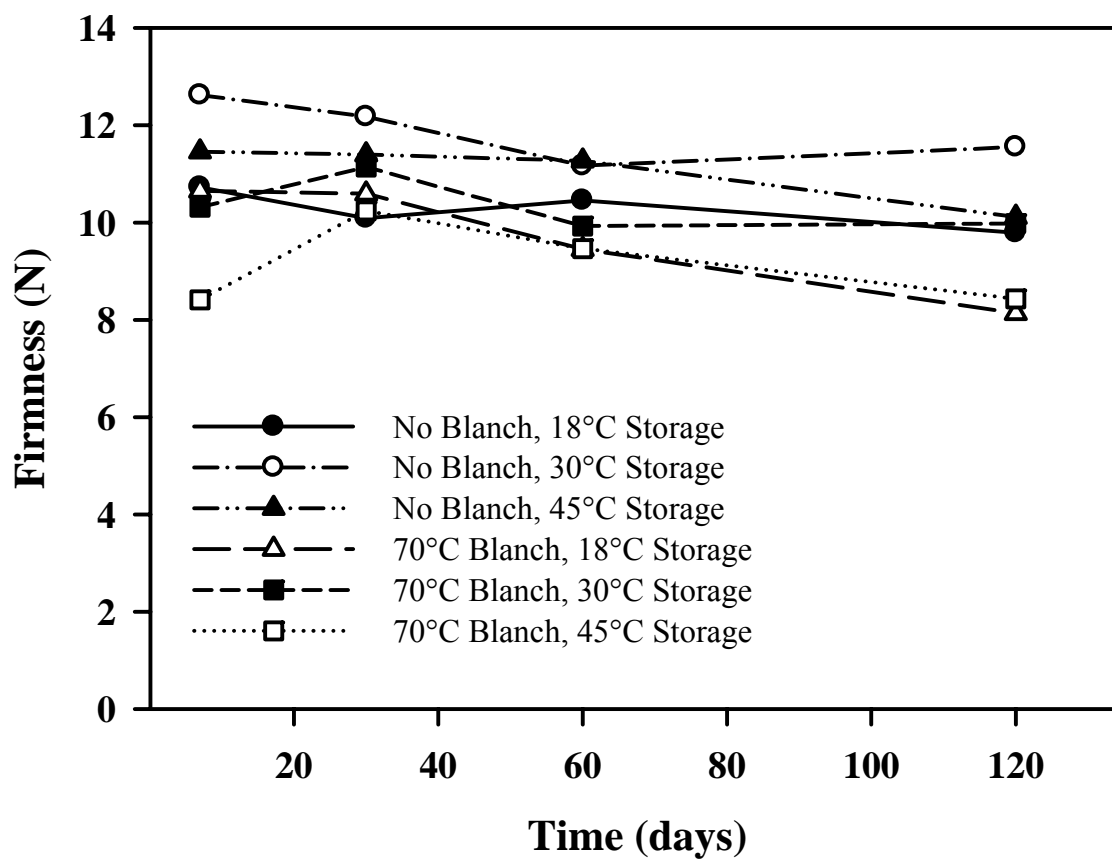 14
12
10
8
6
4
2
0
Firmness (N)
No Blanch, 18°C Storage
No Blanch, 30°C Storage
No Blanch, 45°C Storage
70°C Blanch, 18°C Storage
70°C Blanch, 30°C Storage
70°C Blanch, 45°C Storage
20 40 60 80 100 120
Time (days)